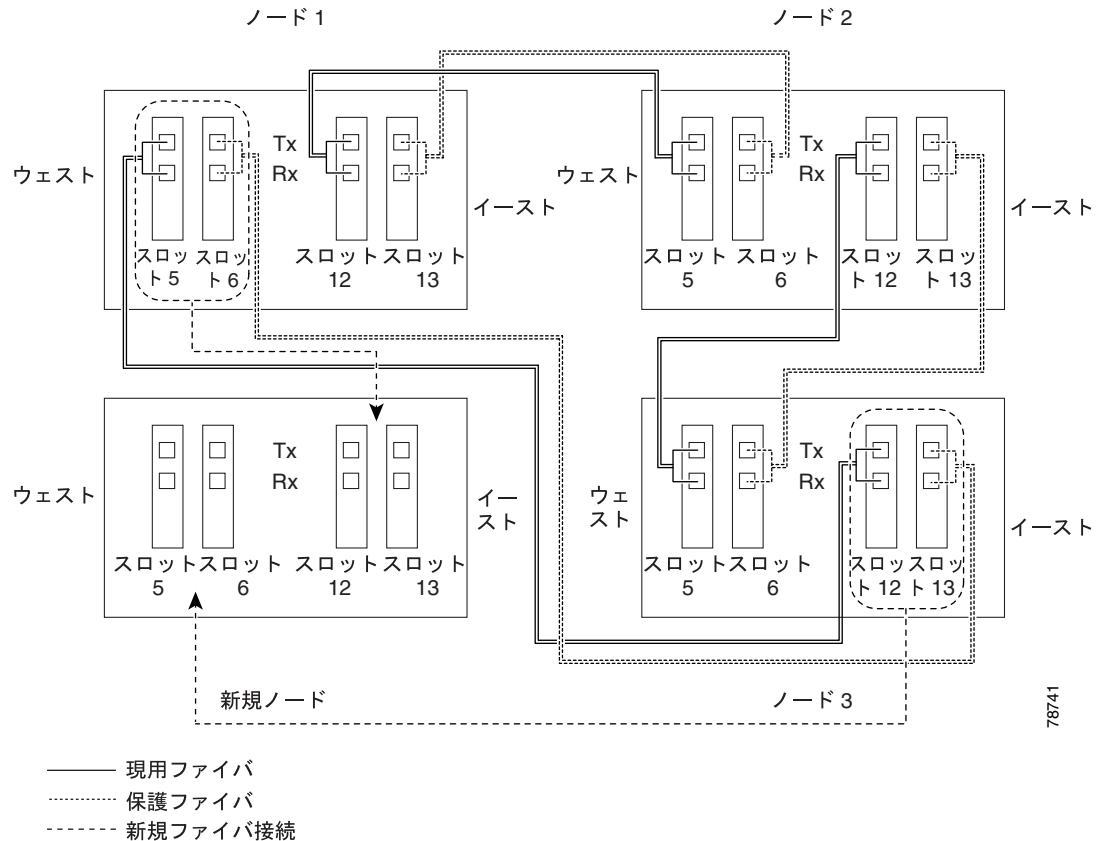 ノード 1
ノード 2
ウェスト
Tx
Rx
イースト
スロッ
ト 5
スロッ
ト 6
スロット
12
スロット
13
ウェスト
Tx
Rx
イースト
スロット
5
スロット
6
スロッ
ト 12
スロッ
ト 13
ウェスト
Tx
Rx
イー
スト
スロット
5
スロット
6
スロット
12
スロット
13
ウェ
スト
Tx
Rx
イースト
スロット
5
スロット
6
スロッ
ト 12
スロッ
ト 13
新規ノード
ノード 3
78741
現用ファイバ
保護ファイバ
新規ファイバ接続